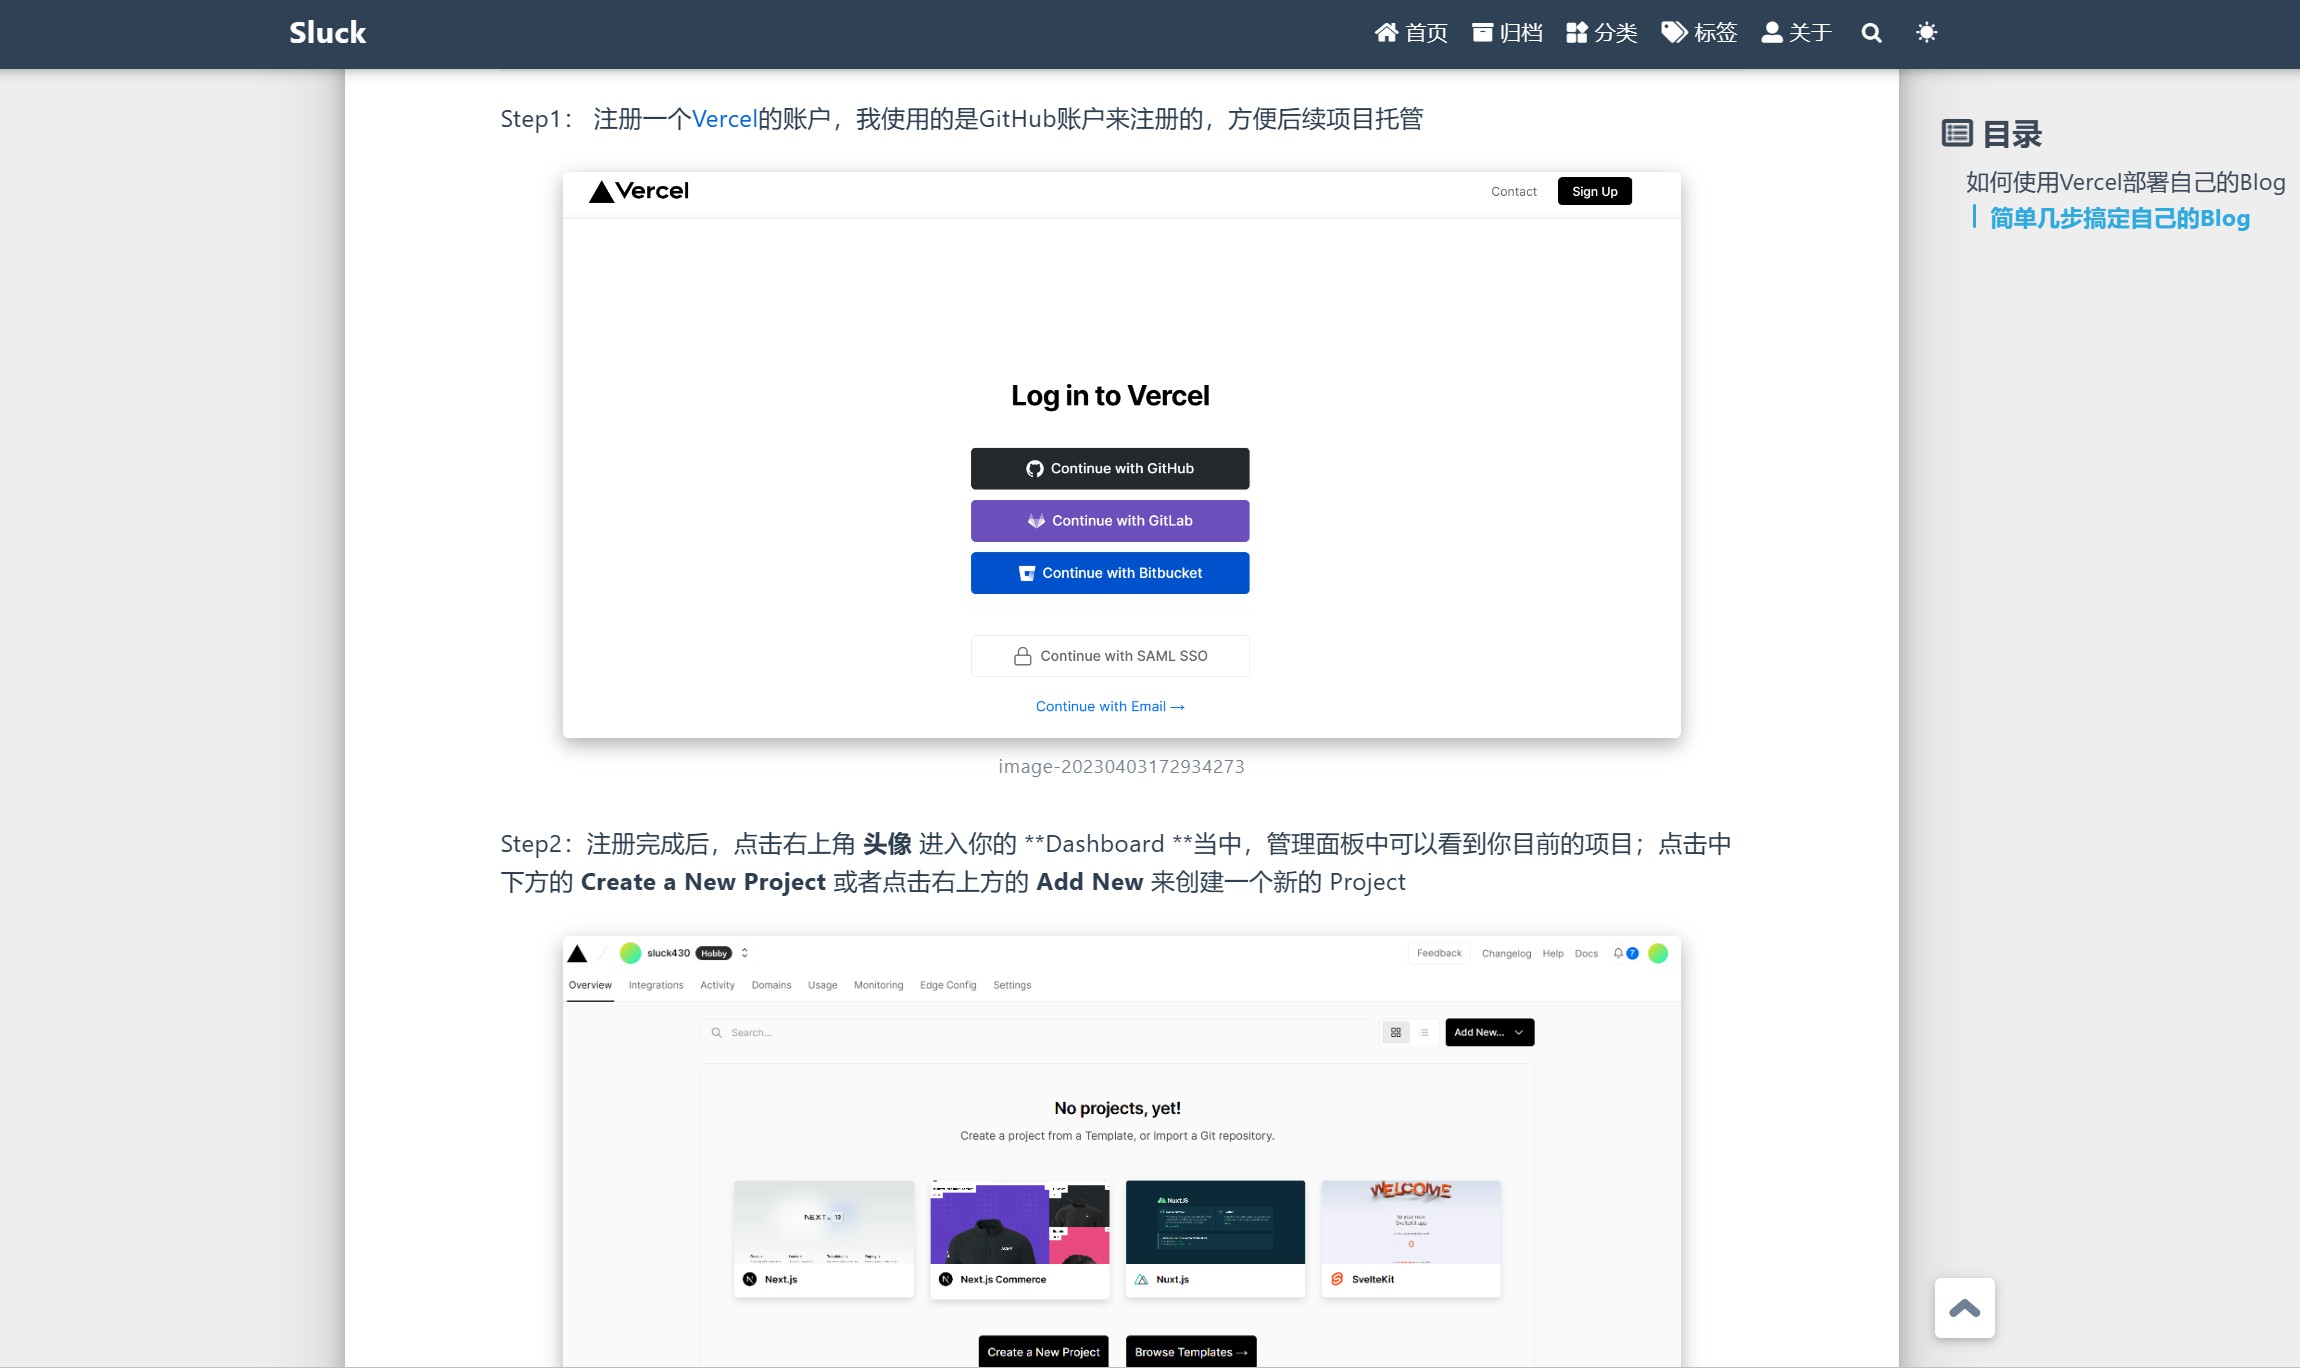 Sluck
首页 归档 分类 标签 关于
Step1： 注册一个Vercel的账户，我使用的是GitHub账户来注册的，方便后续项目托管
目录
如何使用Vercel部署自己的Blog
简单几步搞定自己的Blog
Vercel
Contact Sign Up
Log in to Vercel
Continue with GitHub
Continue with GitLab
Continue with Bitbucket
Continue with SAML SSO
Continue with Email →
image-20230403172934273
Step2：注册完成后，点击右上角 头像 进入你的 **Dashboard **当中，管理面板中可以看到你目前的项目；点击中
下方的 Create a New Project 或者点击右上方的 Add New 来创建一个新的 Project
sluck430 Hobby
Feedback Changelog Help Docs 7
Overview Integrations Activity Domains Usage Monitoring Edge Config Settings
Search...
Add New...
No projects, yet!
Create a project from a Template, or import a Git repository.
NEXT. 13
NuxtJS
WELCOME
To your new
SvelteKit app
0
Next.js
Next.js Commerce
Nuxt.js
SvelteKit
Create a New Project Browse Templates →